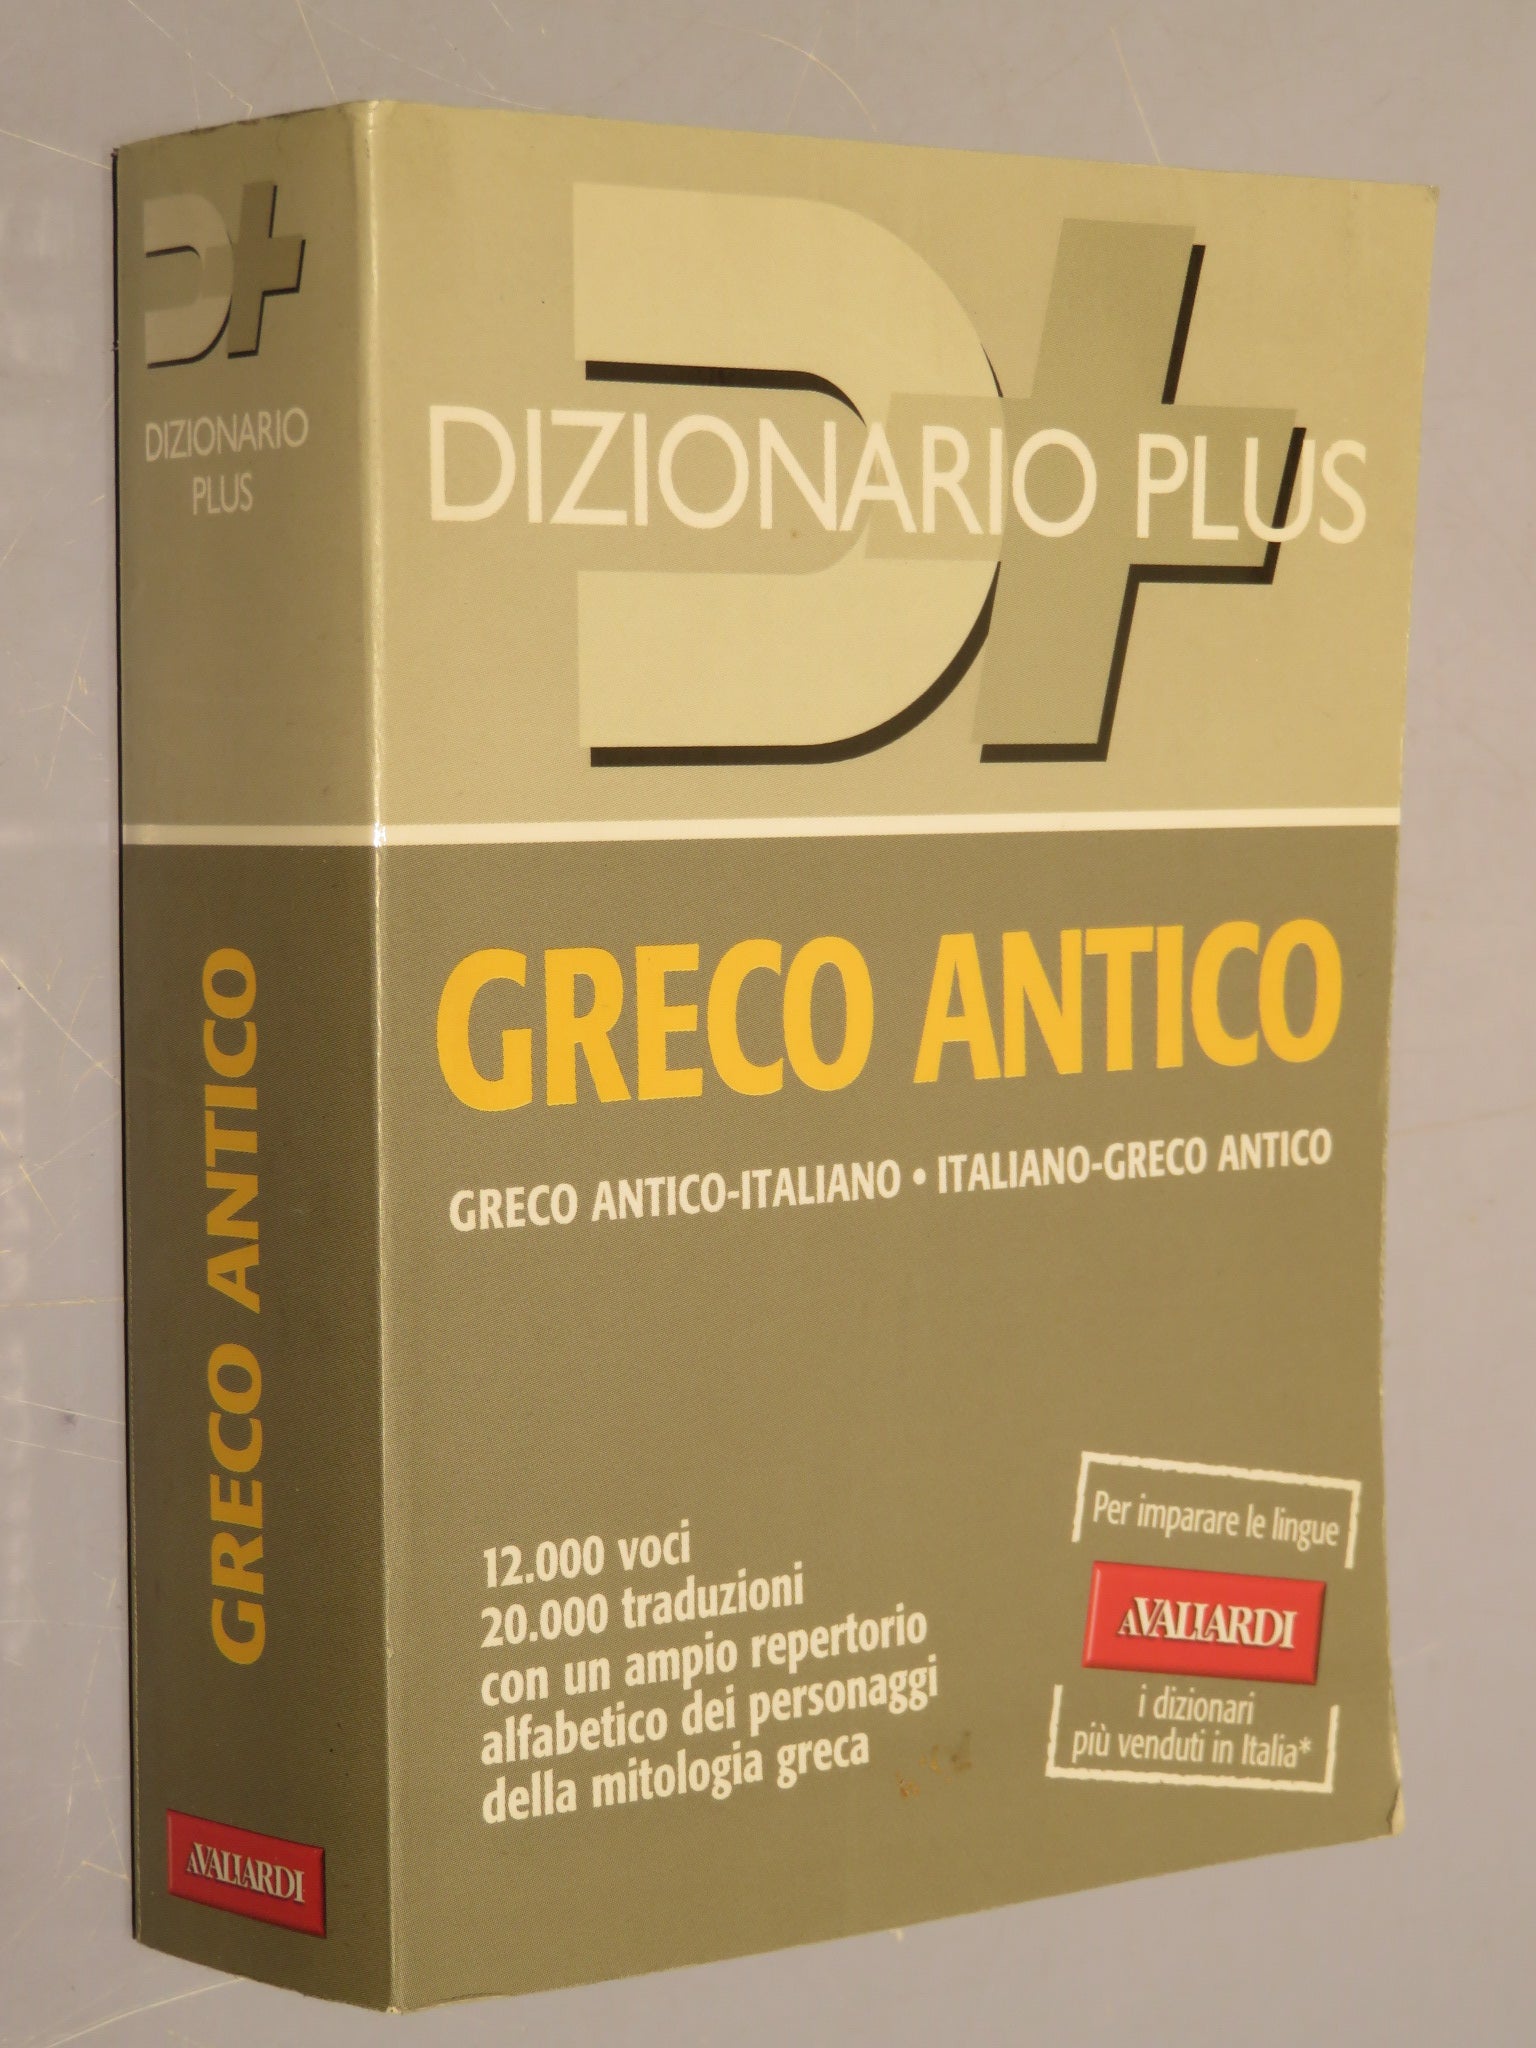 D+
DIZIONARIO
PLUS
GRECO ANTICO
AVALLARDI
D+
DIZIONARIO PLUS
GRECO ANTICO
GRECO ANTICO-ITALIANO • ITALIANO-GRECO ANTICO
12.000 voci
20.000 traduzioni
con un ampio repertorio
alfabetico dei personaggi
della mitologia greca
Per imparare le lingue
AVALLARDI
i dizionari
più venduti in Italia*